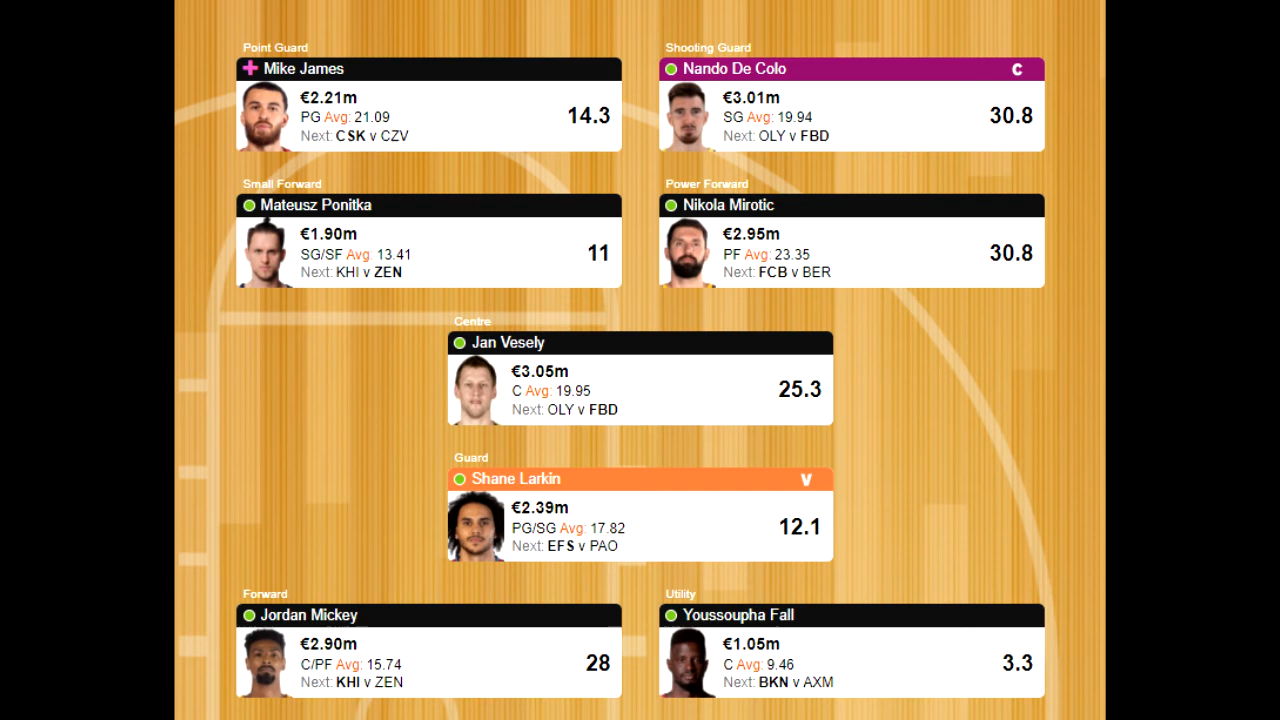 Point Guard
Mike James
€2.21m
PG Avg: 21.09
Next: CSK v CZV
14.3
Shooting Guard
Nando De Colo
C
€3.01m
SG Avg: 19.94
Next: OLY v FBD
30.8
Small Forward
Mateusz Ponitka
€1.90m
SG/SF Avg: 13.41
Next: KHI v ZEN
11
Power Forward
Nikola Mirotic
€2.95m
PF Avg: 23.35
Next: FCB v BER
30.8
Centre
Jan Vesely
€3.05m
C Avg: 19.95
Next: OLY v FBD
25.3
Guard
Shane Larkin
V
€2.39m
PG/SG Avg: 17.82
Next: EFS v PAO
12.1
Forward
Jordan Mickey
€2.90m
C/PF Avg: 15.74
Next: KHI v ZEN
28
Utility
Youssoupha Fall
€1.05m
C Avg: 9.46
Next: BKN v AXM
3.3